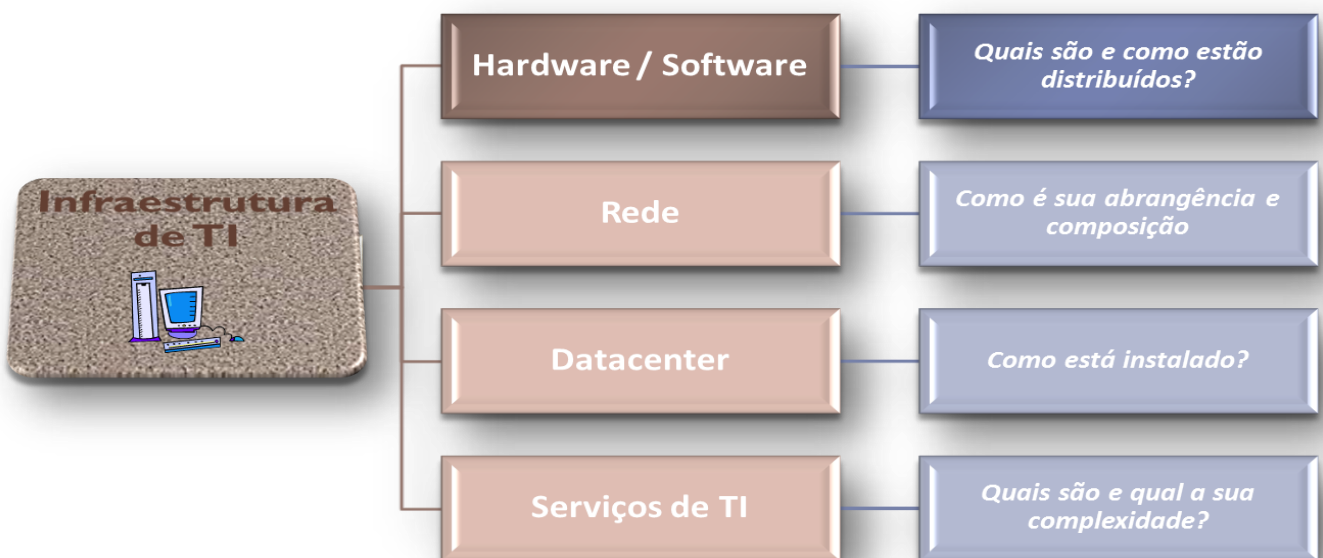 Infraestrutura
de TI
Hardware / Software
Quais são e como estão
distribuídos?
Rede
Como é sua abrangência e
composição
Datacenter
Como está instalado?
Serviços de TI
Quais são e qual a sua
complexidade?